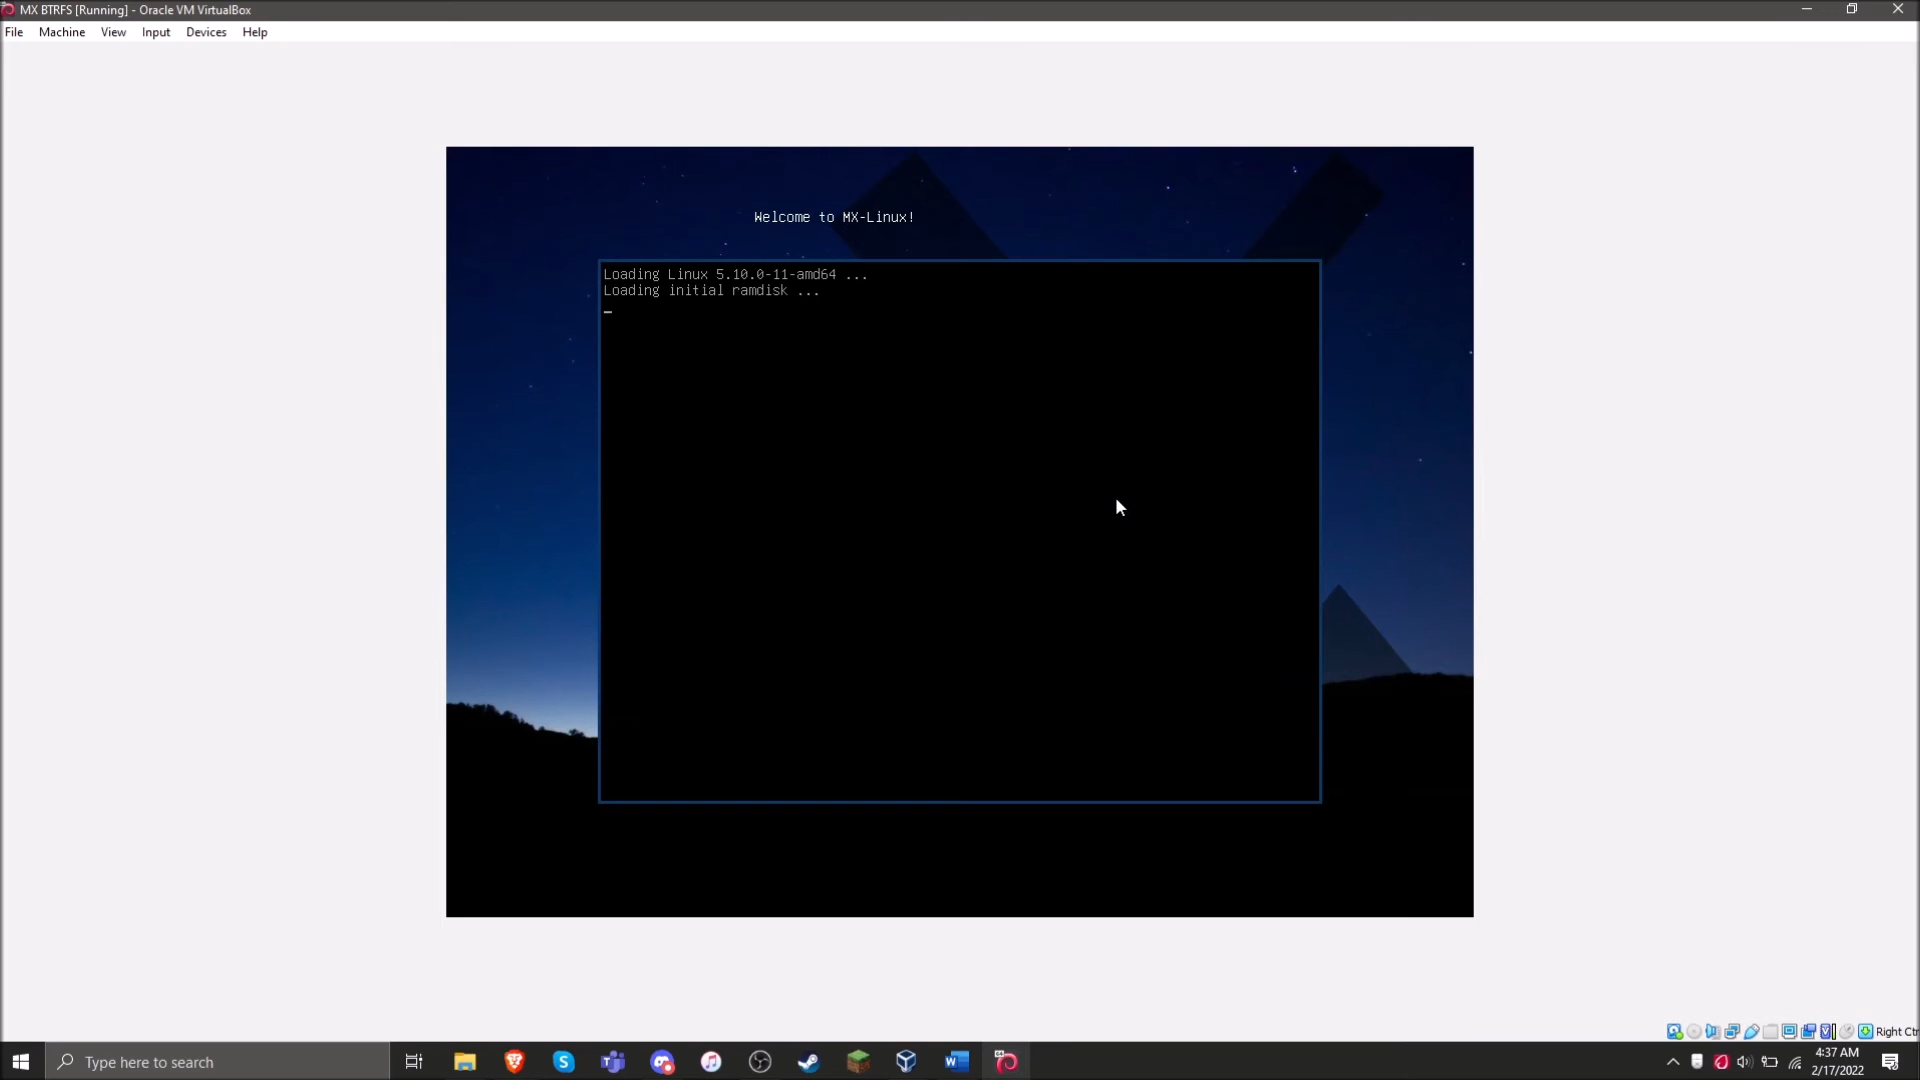 MX BTRFS [Running] - Oracle VM VirtualBox
File Machine View Input Devices Help
Welcome to MX-Linux!
Loading Linux 5.10.0-11-amd64 ...
Loading initial ramdisk ...
Right Ctr
Type here to search
4:37 AM
2/17/2022